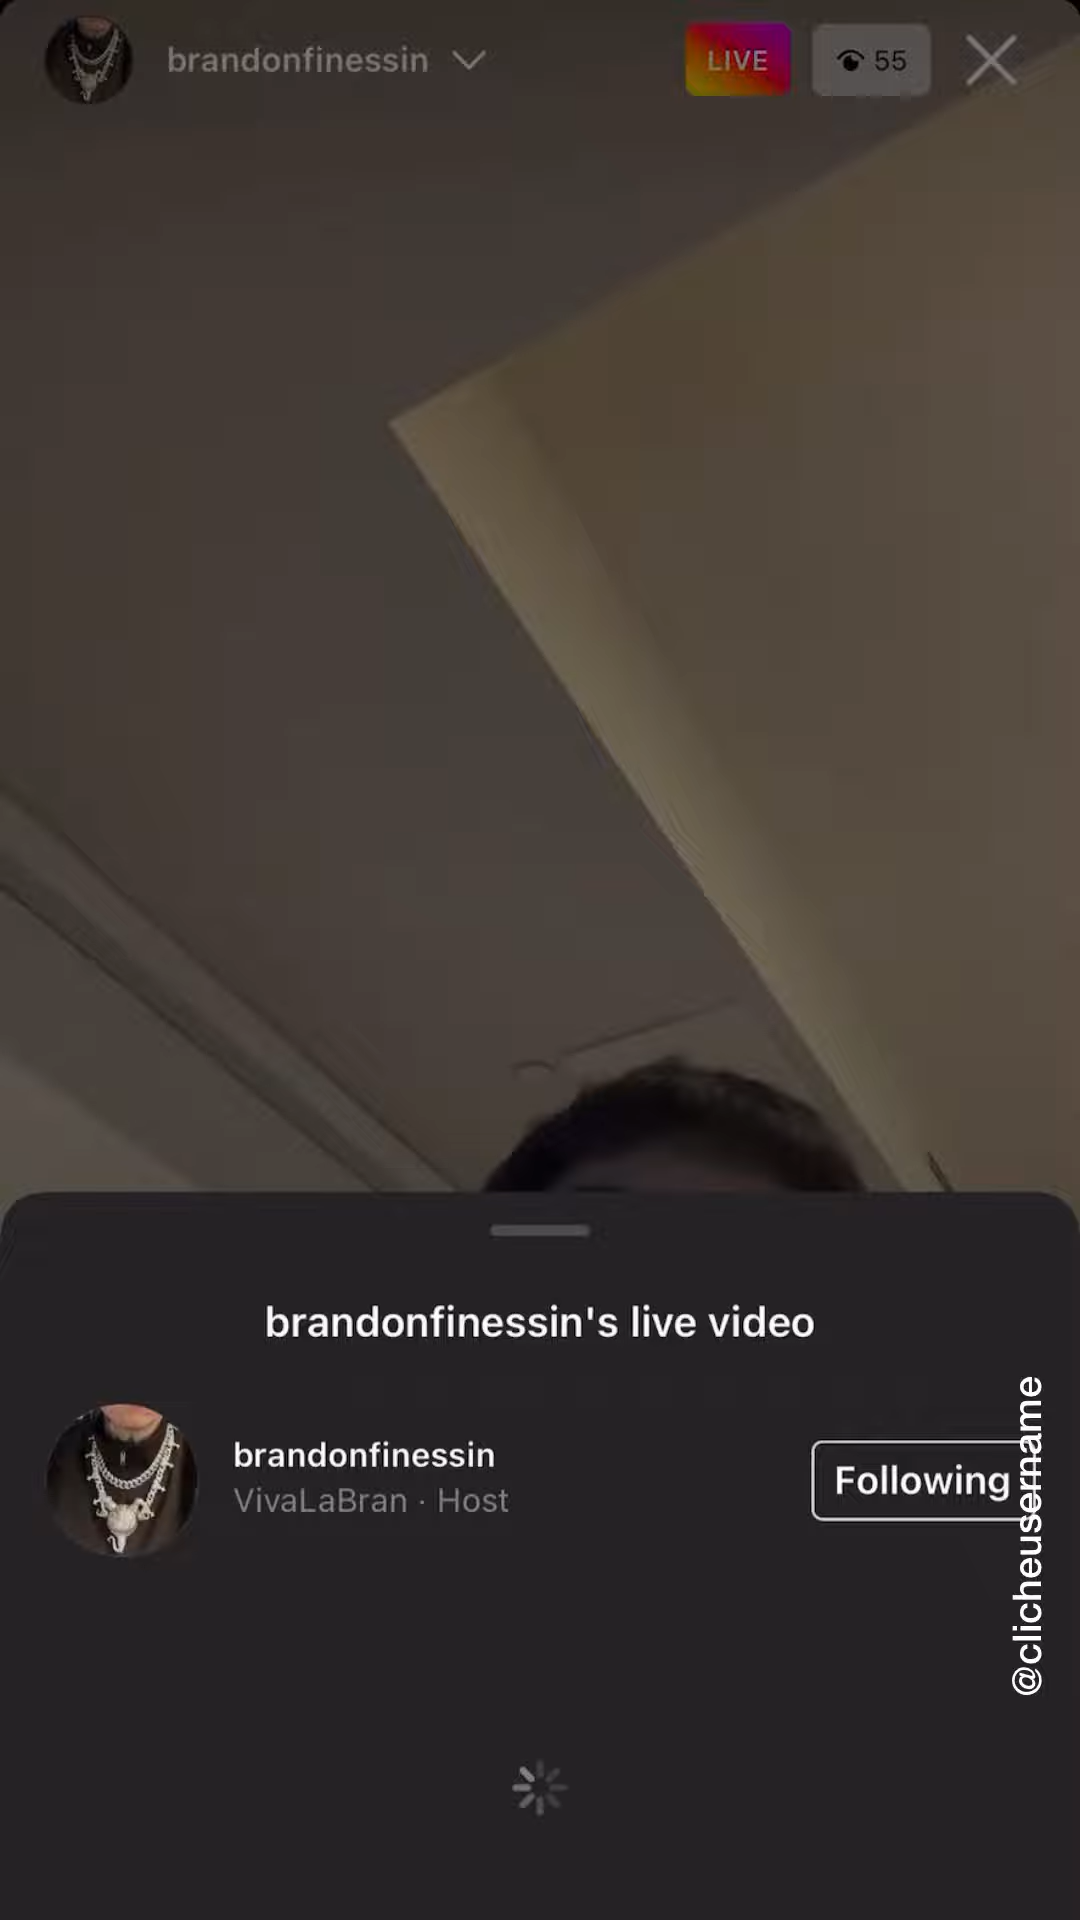 brandonfinessin
LIVE
55
brandonfinessin's live video
brandonfinessin
VivaLaBran · Host
Following
@clicheusername